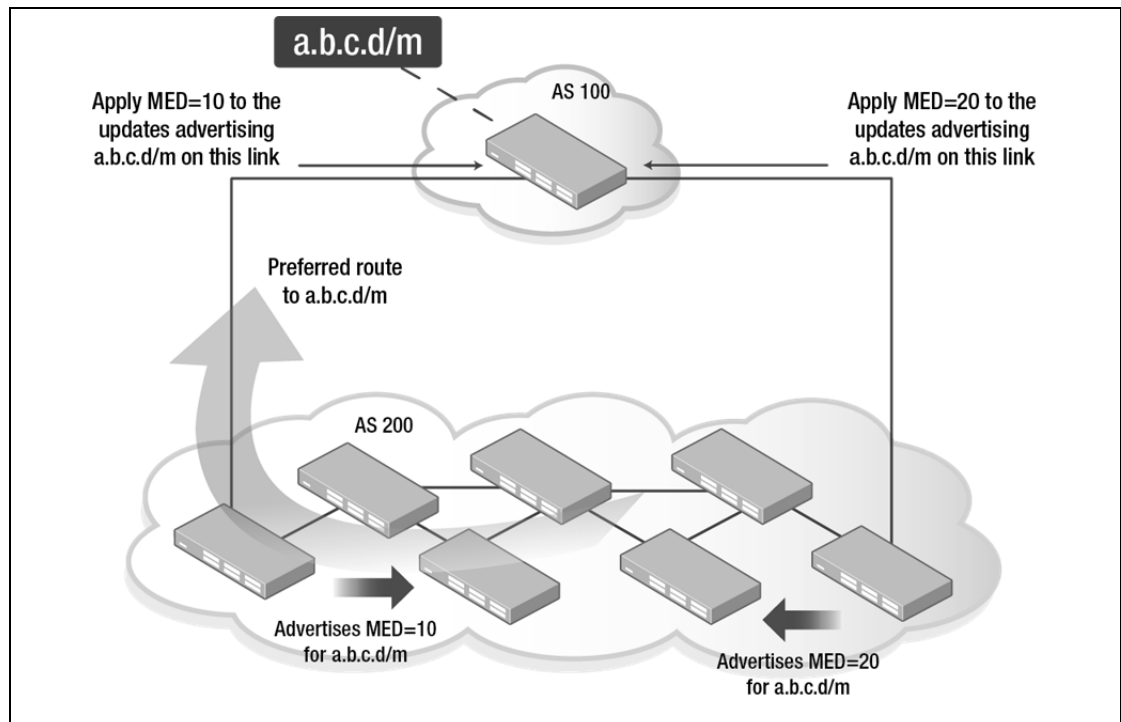 a.b.c.d/m
AS 100
Apply MED=10 to the
updates advertising
a.b.c.d/m on this link
Apply MED=20 to the
updates advertising
a.b.c.d/m on this link
Preferred route
to a.b.c.d/m
AS 200
Advertises MED=10
for a.b.c.d/m
Advertises MED=20
for a.b.c.d/m